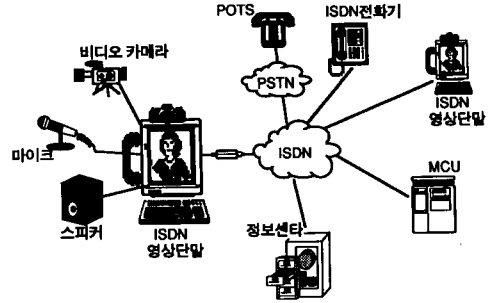 POTS
ISDN전화기
비디오 카메라
PSTN
ISDN
영상단말
마이크
ISDN
MCU
스피커
ISDN
영상단말
정보센타